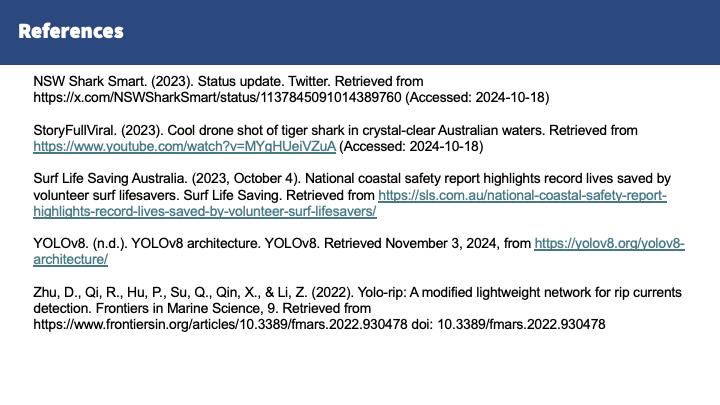 References
NSW Shark Smart. (2023). Status update. Twitter. Retrieved from
https://x.com/NSWSharkSmart/status/1137845091014389760 (Accessed: 2024-10-18)
StoryFullViral. (2023). Cool drone shot of tiger shark in crystal-clear Australian waters. Retrieved from
https://www.youtube.com/watch?v=MYgHUeiVZuA (Accessed: 2024-10-18)
Surf Life Saving Australia. (2023, October 4). National coastal safety report highlights record lives saved by
volunteer surf lifesavers. Surf Life Saving. Retrieved from https://sls.com.au/national-coastal-safety-report-
highlights-record-lives-saved-by-volunteer-surf-lifesavers/
YOLOv8. (n.d.). YOLOv8 architecture. YOLOv8. Retrieved November 3, 2024, from https://yolov8.org/yolov8-
architecture/
Zhu, D., Qi, R., Hu, P., Su, Q., Qin, X., & Li, Z. (2022). Yolo-rip: A modified lightweight network for rip currents
detection. Frontiers in Marine Science, 9. Retrieved from
https://www.frontiersin.org/articles/10.3389/fmars.2022.930478 doi: 10.3389/fmars.2022.930478